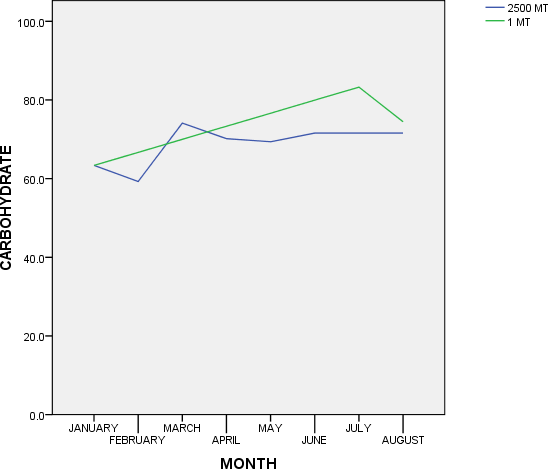 2500 MT
1 MT
100.0
80.0
60.0
40.0
20.0
0.0
CARBOHYDRATE
JANUARY
FEBRUARY
MARCH
APRIL
MAY
JUNE
JULY
AUGUST
MONTH